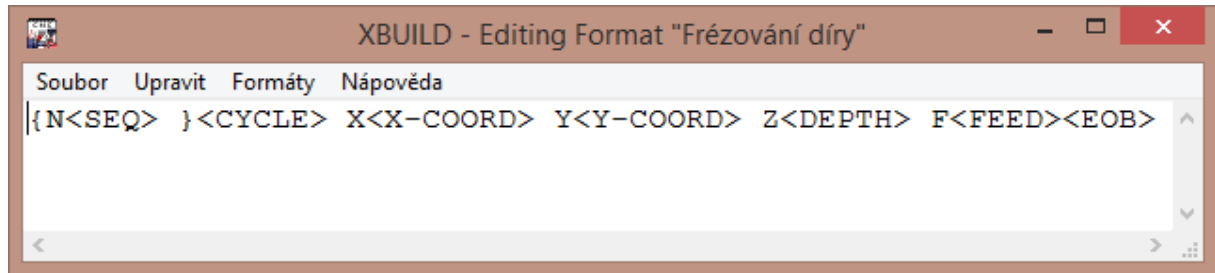 XBUILD - Editing Format "Frézování díry"
Soubor Upravit Formáty Nápověda
{N<SEQ> }<CYCLE> X<X-COORD> Y<Y-COORD> Z<DEPTH> F<FEED><EOB>